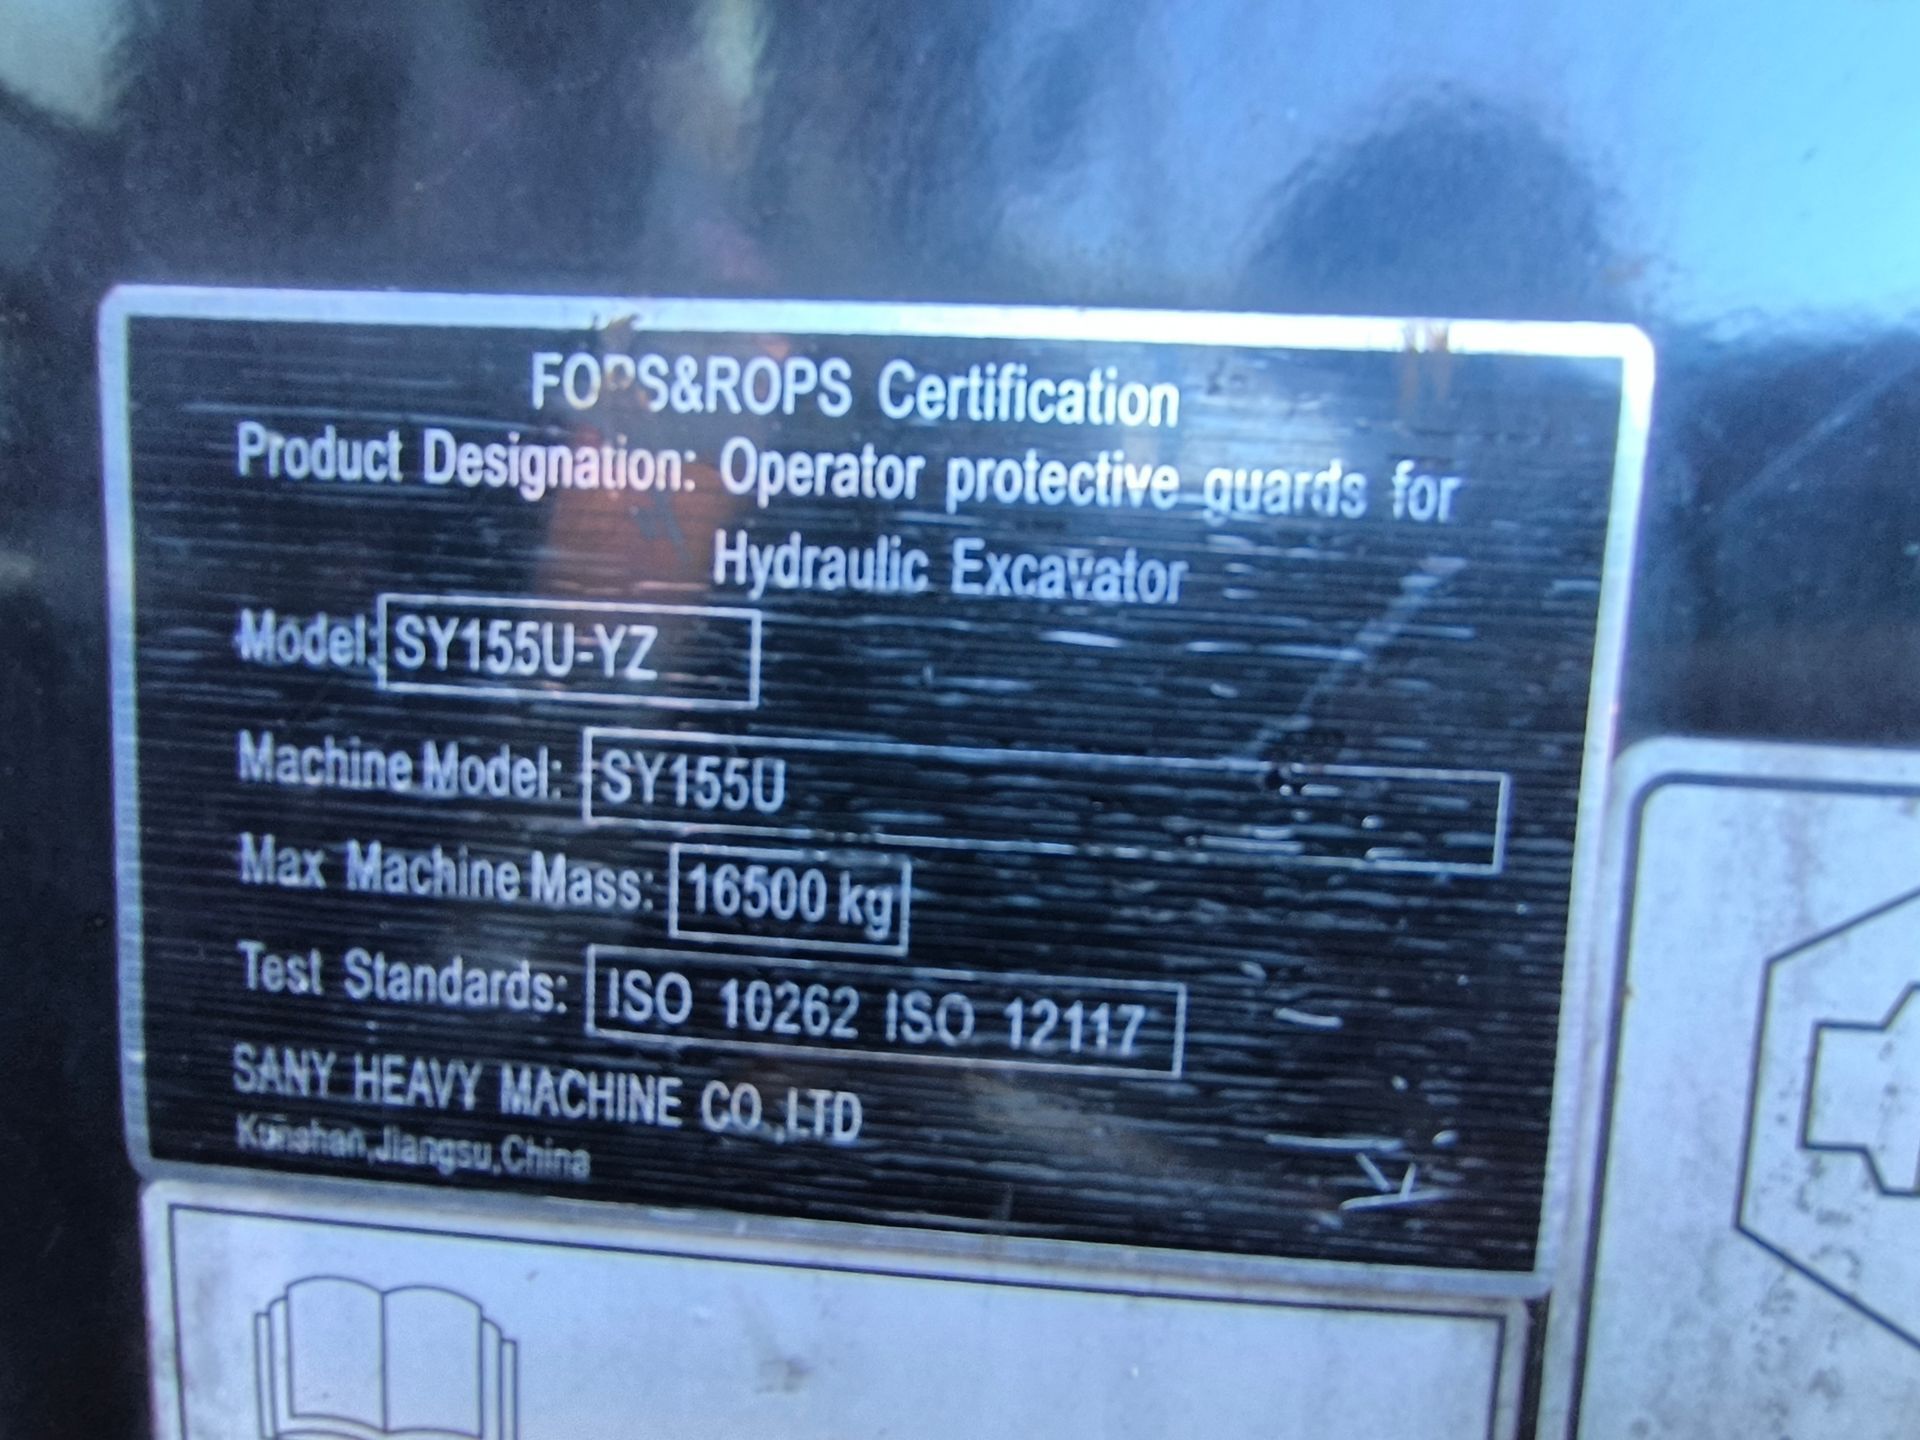 FOPS&ROPS Certification
Product Designation: Operator protective guards for
Hydraulic Excavator
Model: SY155U-YZ
Machine Model: SY155U
Max Machine Mass: 16500 kg
Test Standards: ISO 10262 ISO 12117
SANY HEAVY MACHINE CO.,LTD
Kunshan,Jiangsu,China